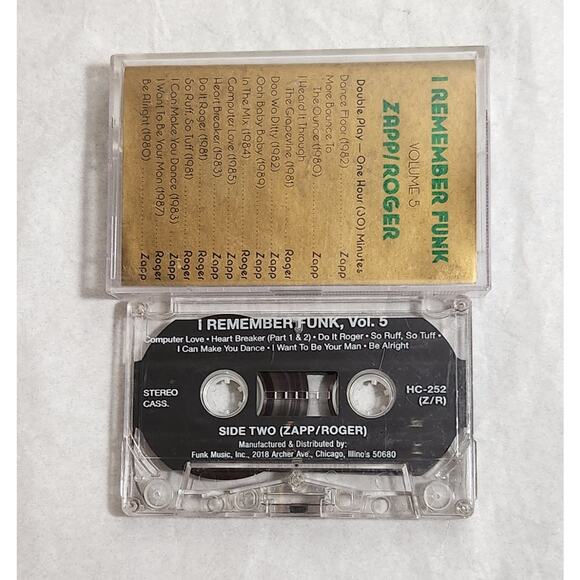 I REMEMBER FUNK
VOLUME 5
ZAPP/ROGER
Double Play — One Hour (30) Minutes
Dance Floor (1982) Zapp
More Bounce To
The Ounce (1980) Zapp
I Heard It Through
The Grapevine (1981) Roger
Doo Wa Ditty (1982) Zapp
Ooh Baby Baby (1989) Zapp
In The Mix (1984) Roger
Computer Love (1985) Zapp
Heart Breaker (1983) Zapp
Do It Roger (1981) Roger
So Ruff, So Tuff (1981) Roger
I Can Make You Dance (1983) Zapp
I Want To Be Your Man (1987) Roger
Be Alright (1980) Zapp
I REMEMBER FUNK, Vol. 5
Computer Love • Heart Breaker (Part 1 & 2) • Do It Roger • So Ruff, So Tuff •
I Can Make You Dance • I Want To Be Your Man • Be Alright
STEREO
CASS.
HC-252
(Z/R)
SIDE TWO (ZAPP/ROGER)
Manufactured & Distributed by:
Funk Music, Inc., 2018 Archer Ave., Chicago, Illino's 50680